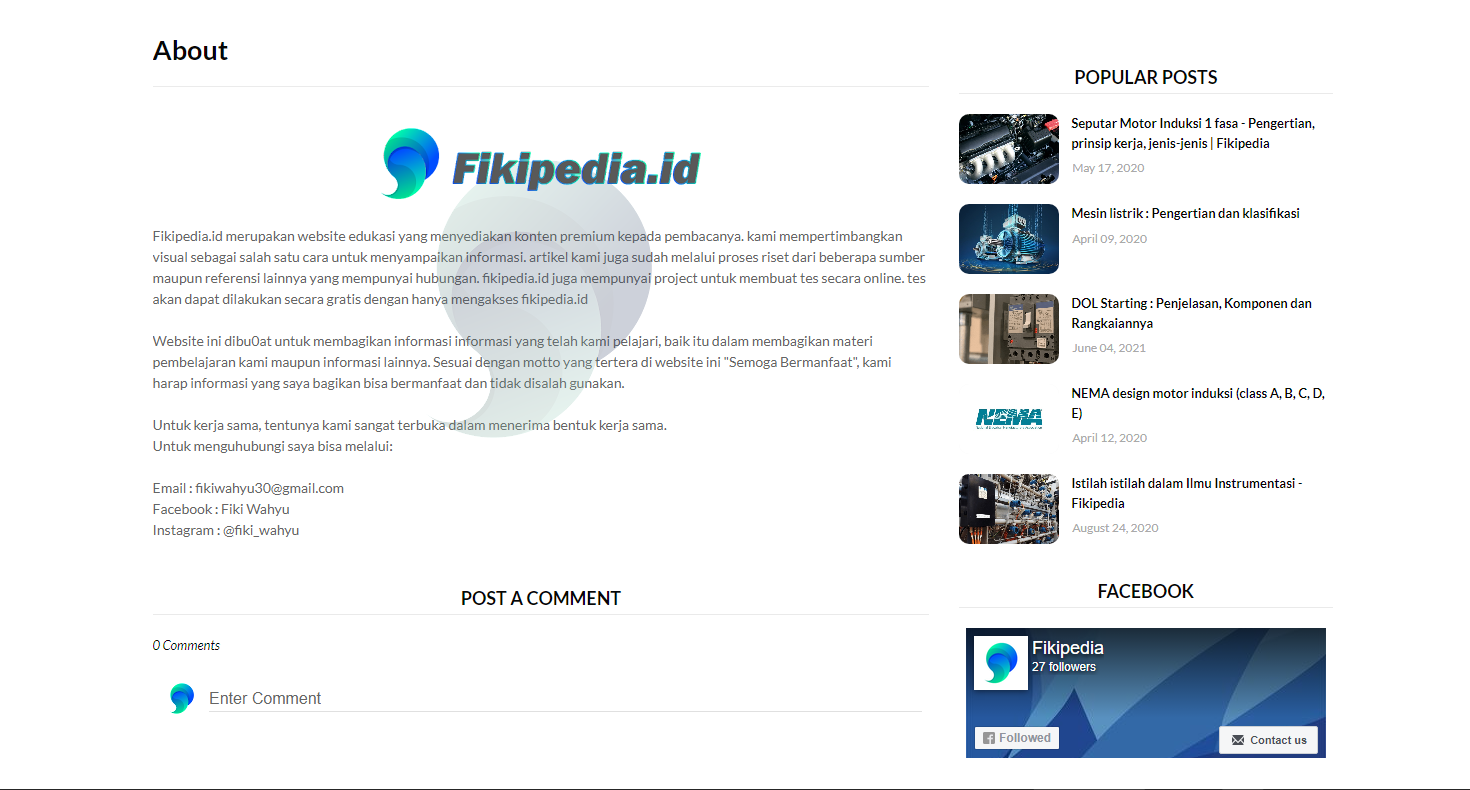 About
Fikipedia.id
Fikipedia.id merupakan website edukasi yang menyediakan konten premium kepada pembacanya. kami mempertimbangkan
visual sebagai salah satu cara untuk menyampaikan informasi. artikel kami juga sudah melalui proses riset dari beberapa sumber
maupun referensi lainnya yang mempunyai hubungan. fikipedia.id juga mempunyai project untuk membuat tes secara online. tes
akan dapat dilakukan secara gratis dengan hanya mengakses fikipedia.id
Website ini dibu0at untuk membagikan informasi informasi yang telah kami pelajari, baik itu dalam membagikan materi
pembelajaran kami maupun informasi lainnya. Sesuai dengan motto yang tertera di website ini "Semoga Bermanfaat", kami
harap informasi yang saya bagikan bisa bermanfaat dan tidak disalah gunakan.
Untuk kerja sama, tentunya kami sangat terbuka dalam menerima bentuk kerja sama.
Untuk menguhubungi saya bisa melalui:
Email : fikiwahyu30@gmail.com
Facebook : Fiki Wahyu
Instagram : @fiki_wahyu
POST A COMMENT
0 Comments
Enter Comment
POPULAR POSTS
Seputar Motor Induksi 1 fasa - Pengertian,
prinsip kerja, jenis-jenis | Fikipedia
May 17, 2020
Mesin listrik : Pengertian dan klasifikasi
April 09, 2020
DOL Starting : Penjelasan, Komponen dan
Rangkaiannya
June 04, 2021
NEMA
NEMA design motor induksi (class A, B, C, D,
E)
April 12, 2020
Istilah istilah dalam Ilmu Instrumentasi -
Fikipedia
August 24, 2020
FACEBOOK
Fikipedia
27 followers
Followed
Contact us